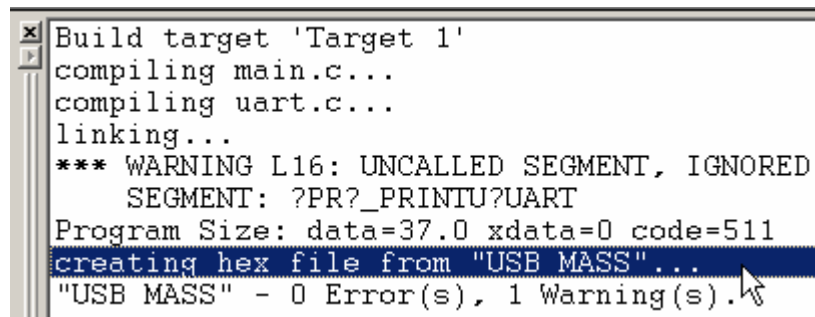 Build target 'Target 1'
compiling main.c...
compiling uart.c...
linking...
*** WARNING L16: UNCALLED SEGMENT, IGNORED
SEGMENT: ?PR?_PRINTU?UART
Program Size: data=37.0 xdata=0 code=511
creating hex file from "USB MASS"...
"USB MASS" - 0 Error(s), 1 Warning(s).